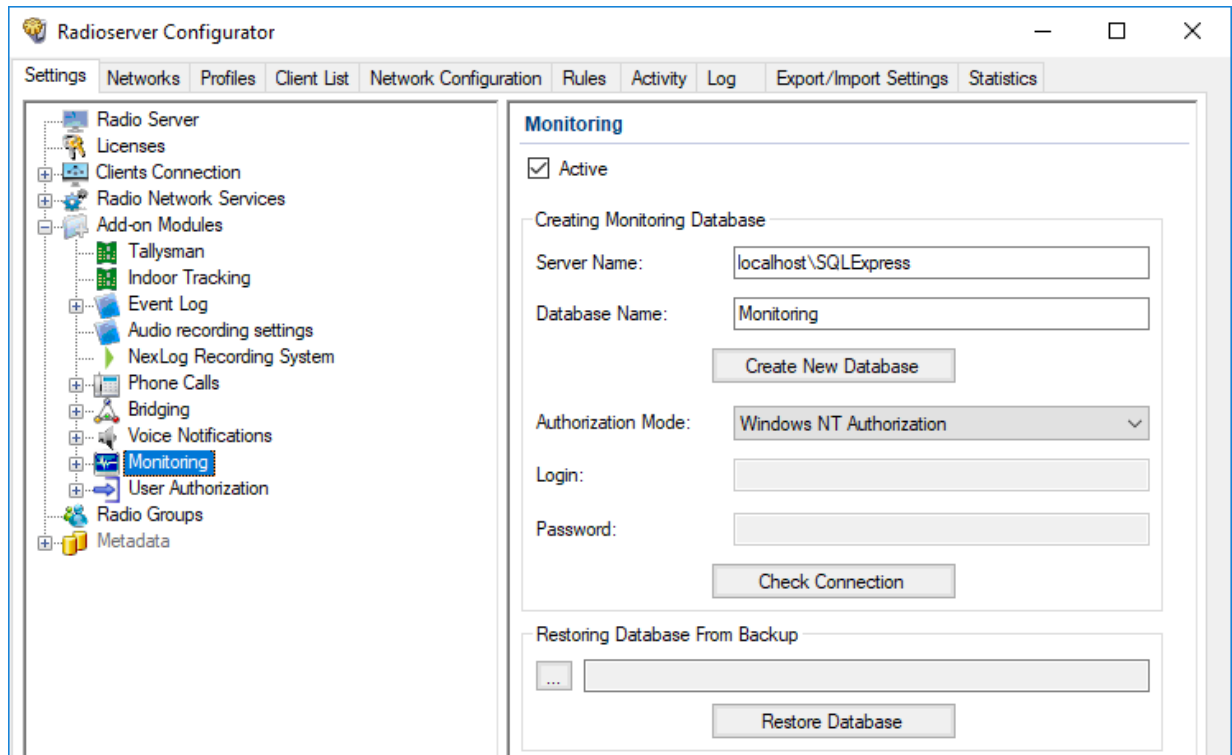 Radioserver Configurator
Settings Networks Profiles Client List Network Configuration Rules Activity Log Export/Import Settings Statistics
Radio Server
Licenses
Clients Connection
Radio Network Services
Add-on Modules
Tallysman
Indoor Tracking
Event Log
Audio recording settings
NexLog Recording System
Phone Calls
Bridging
Voice Notifications
Monitoring
User Authorization
Radio Groups
Metadata
Monitoring
Active
Creating Monitoring Database
Server Name: localhost\SQLExpress
Database Name: Monitoring
Create New Database
Authorization Mode: Windows NT Authorization
Login:
Password:
Check Connection
Restoring Database From Backup
...
Restore Database